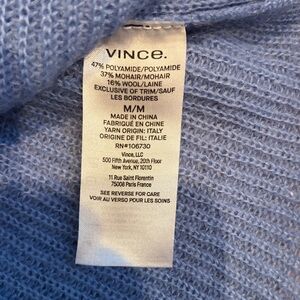 VINCE.
47% POLYAMIDE/POLYAMIDE
37% MOHAIR/MOHAIR
16% WOOL/LAINE
EXCLUSIVE OF TRIM/SAUF
LES BORDURES
M/M
MADE IN CHINA
FABRIQUÉ EN CHINE
YARN ORIGIN: ITALY
ORIGINE DE FIL: ITALIE
RN#106730
Vince, LLC
500 Fifth Avenue, 20th Floor
New York, NY 10110
11 Rue Saint Florentin
75008 Paris France
SEE REVERSE FOR CARE
VOIR AU VERSO POUR LES SOINS